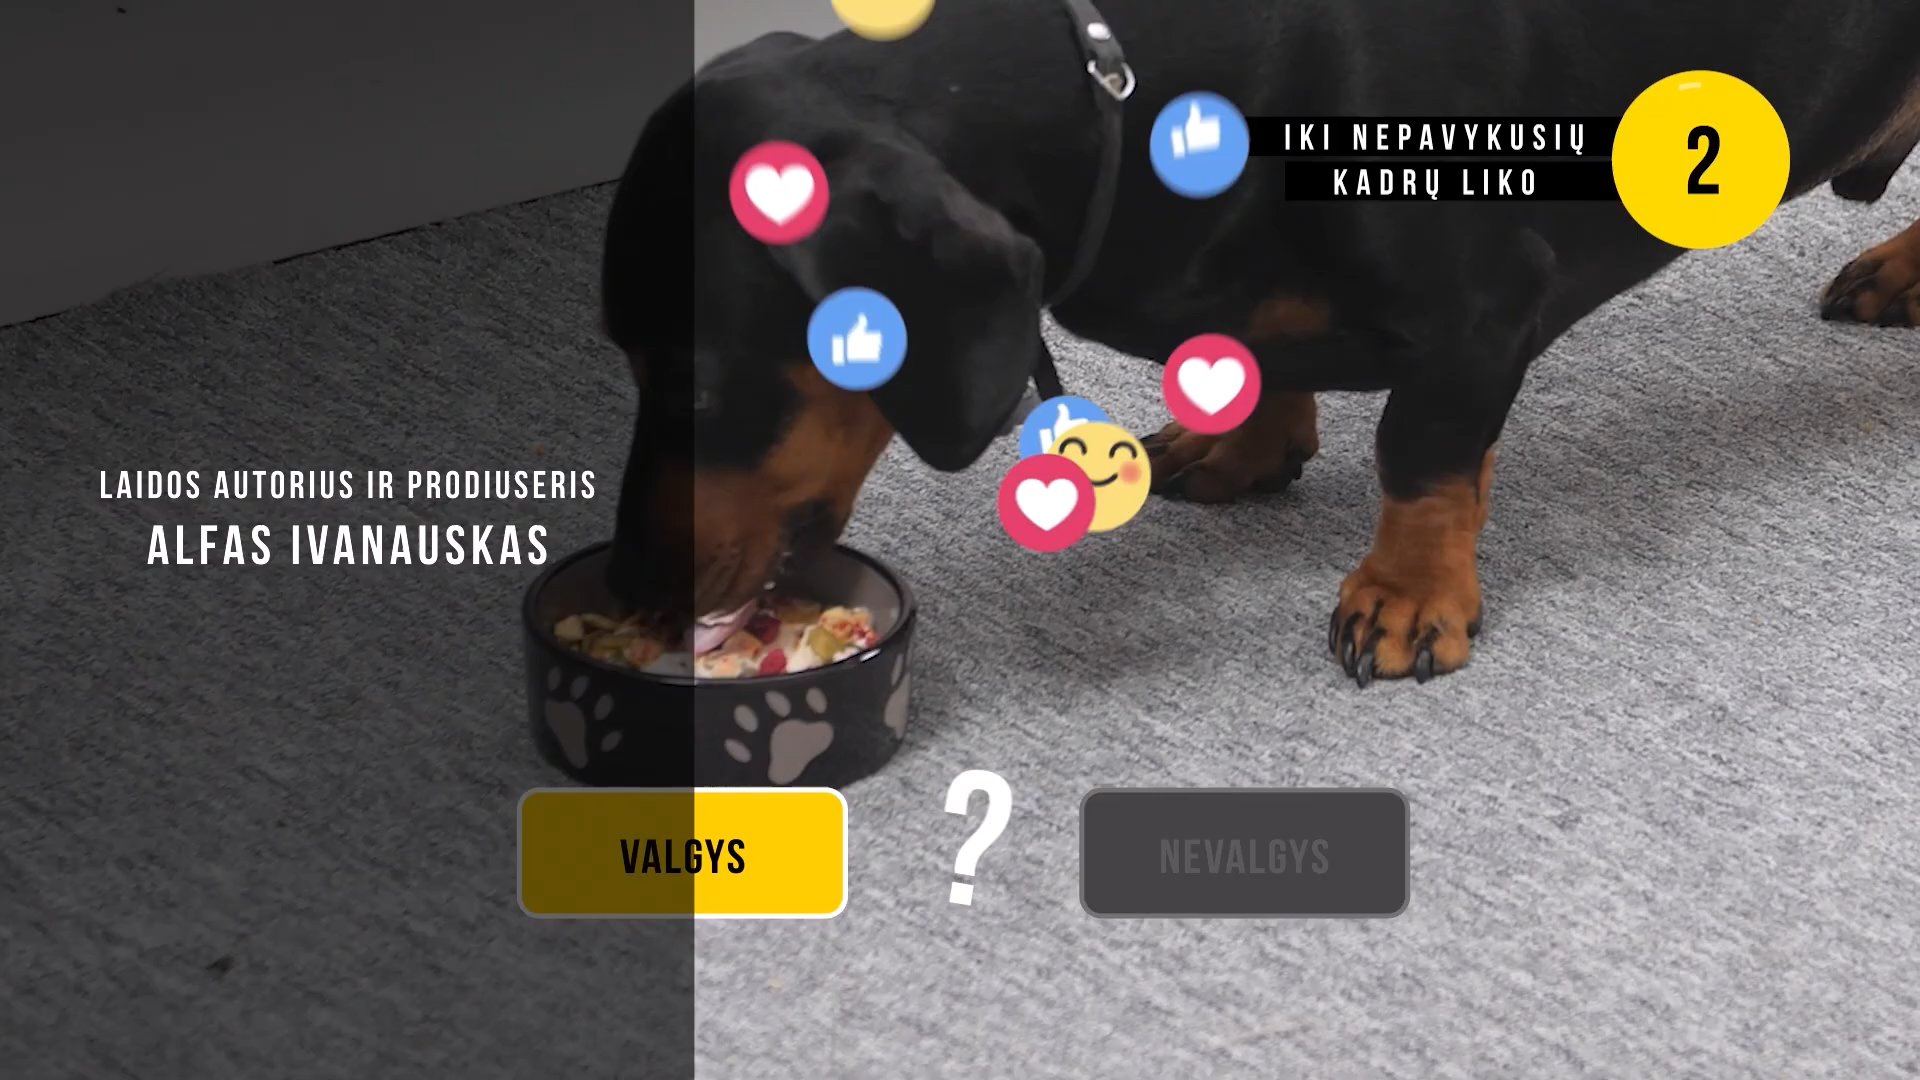 IKI NEPAVYKUSIŲ
KADRŲ LIKO
2
LAIDOS AUTORIUS IR PRODIUSERIS
ALFAS IVANAUSKAS
VALGYS
?
NEVALGYS